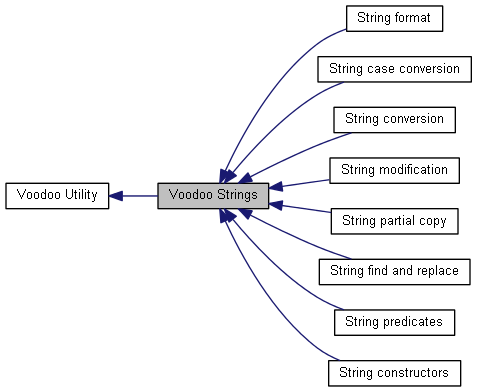 String format
String case conversion
String conversion
String modification
Voodoo Utility
Voodoo Strings
String partial copy
String find and replace
String predicates
String constructors